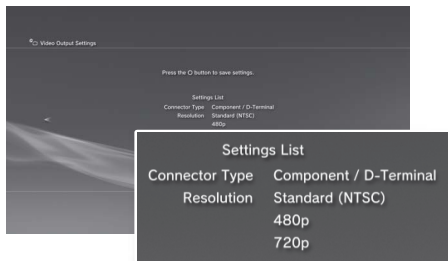 Video Output Settings
Press the O button to save settings.
Settings List
Connector Type Component / D-Terminal
Resolution Standard (NTSC)
480p
Settings List
Connector Type Component / D-Terminal
Resolution Standard (NTSC)
480p
720p